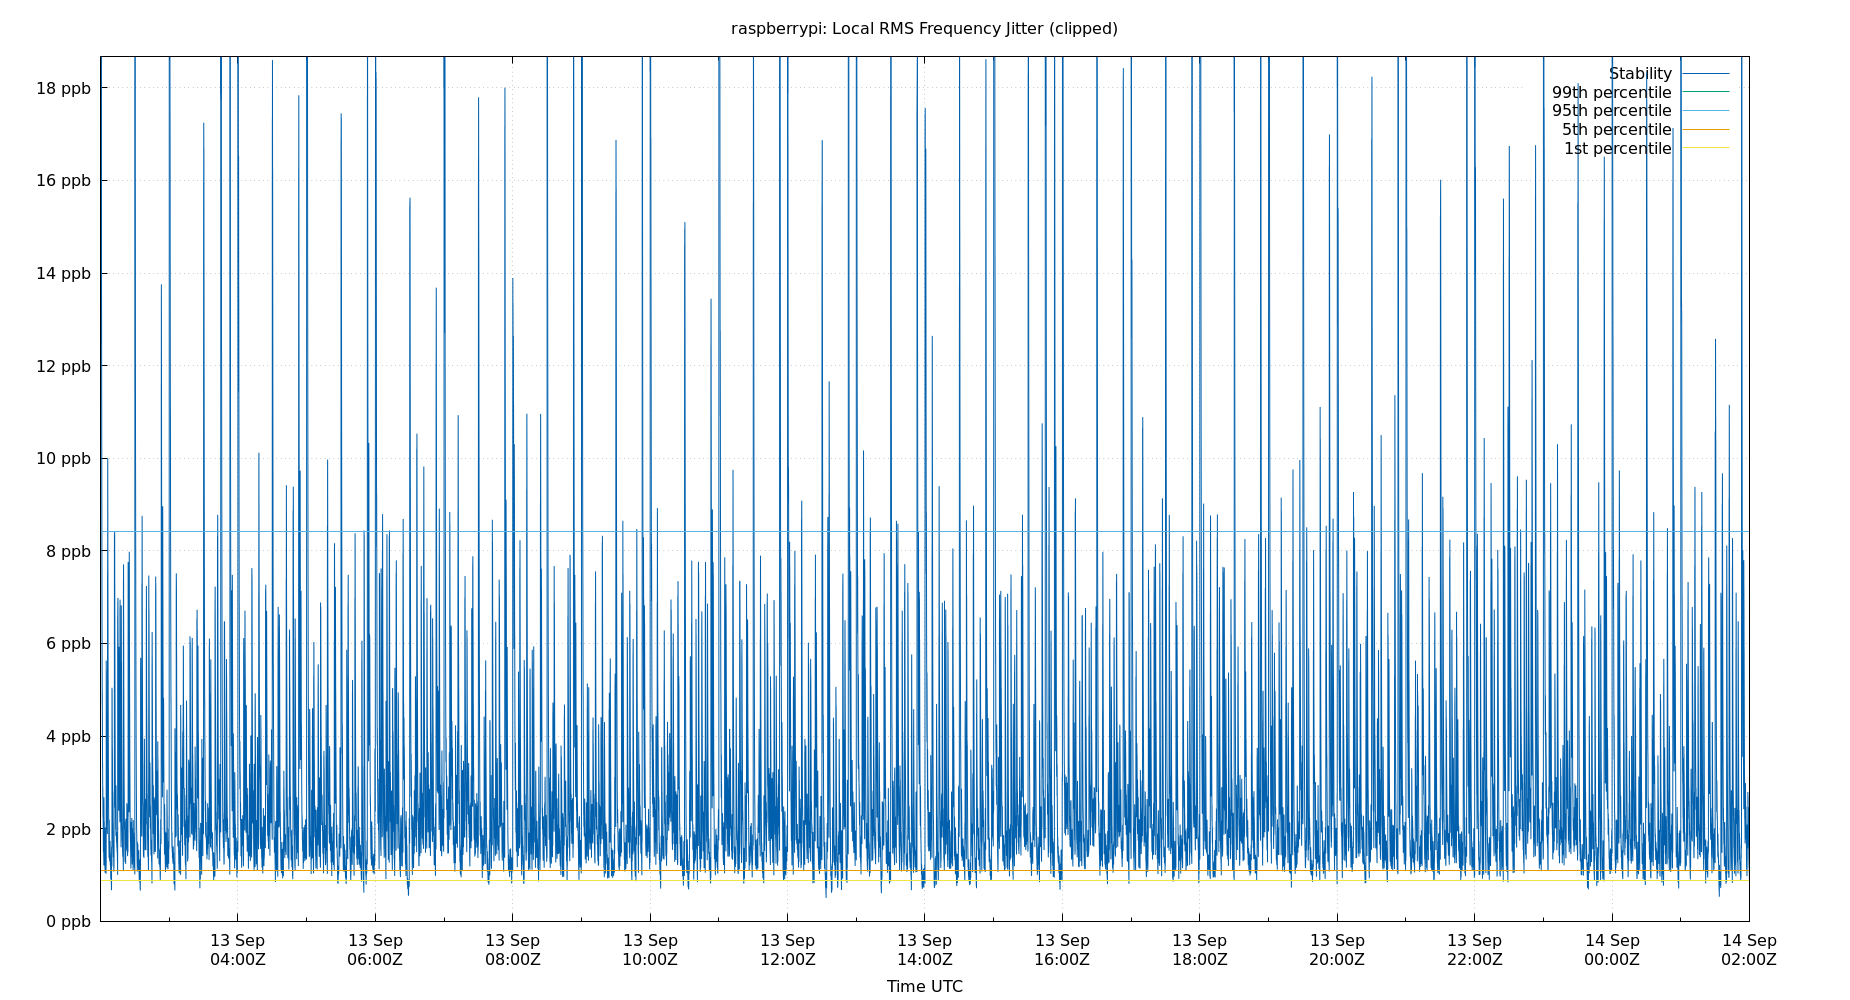 raspberrypi: Local RMS Frequency Jitter (clipped)
Stability
99th percentile
95th percentile
5th percentile
1st percentile
18 ppb
16 ppb
14 ppb
12 ppb
10 ppb
8 ppb
6 ppb
4 ppb
2 ppb
0 ppb
13 Sep 13 Sep 13 Sep 13 Sep 13 Sep 13 Sep 13 Sep 13 Sep 13 Sep 13 Sep 14 Sep 14 Sep
04:00Z 06:00Z 08:00Z 10:00Z 12:00Z 14:00Z 16:00Z 18:00Z 20:00Z 22:00Z 00:00Z 02:00Z
Time UTC